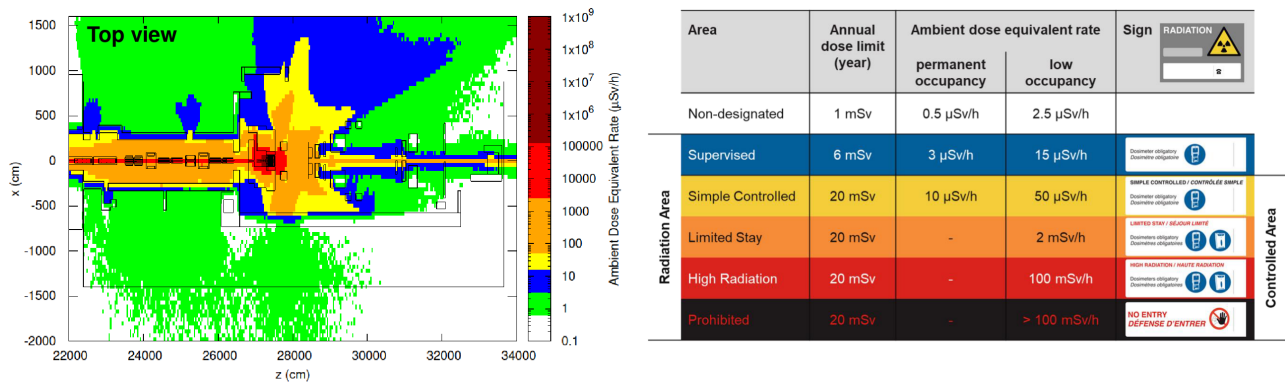 Top view
1500
1000
500
0
-500
-1000
-1500
-2000
x (cm)
22000 24000 26000 28000 30000 32000 34000
z (cm)
1x10⁹
1x10⁸
1x10⁷
1x10⁶
100000
10000
1000
100
10
1
0.1
Ambient Dose Equivalent Rate (µSv/h)
Area Annual dose limit (year) Ambient dose equivalent rate Sign RADIATION
permanent occupancy low occupancy
Non-designated 1 mSv 0.5 µSv/h 2.5 µSv/h
Radiation Area
Supervised 6 mSv 3 µSv/h 15 µSv/h
Dosimeter obligatory
Dosimètre obligatoire
Simple Controlled 20 mSv 10 µSv/h 50 µSv/h
SIMPLE CONTROLLED / CONTRÔLÉE SIMPLE
Dosimeter obligatory
Dosimètre obligatoire
Limited Stay 20 mSv - 2 mSv/h
LIMITED STAY / SÉJOUR LIMITÉ
Dosimeters obligatory
Dosimètres obligatoires
High Radiation 20 mSv - 100 mSv/h
HIGH RADIATION / HAUTE RADIATION
Dosimeters obligatory
Dosimètres obligatoires
Prohibited 20 mSv - > 100 mSv/h
NO ENTRY
DÉFENSE D'ENTRER
Controlled Area